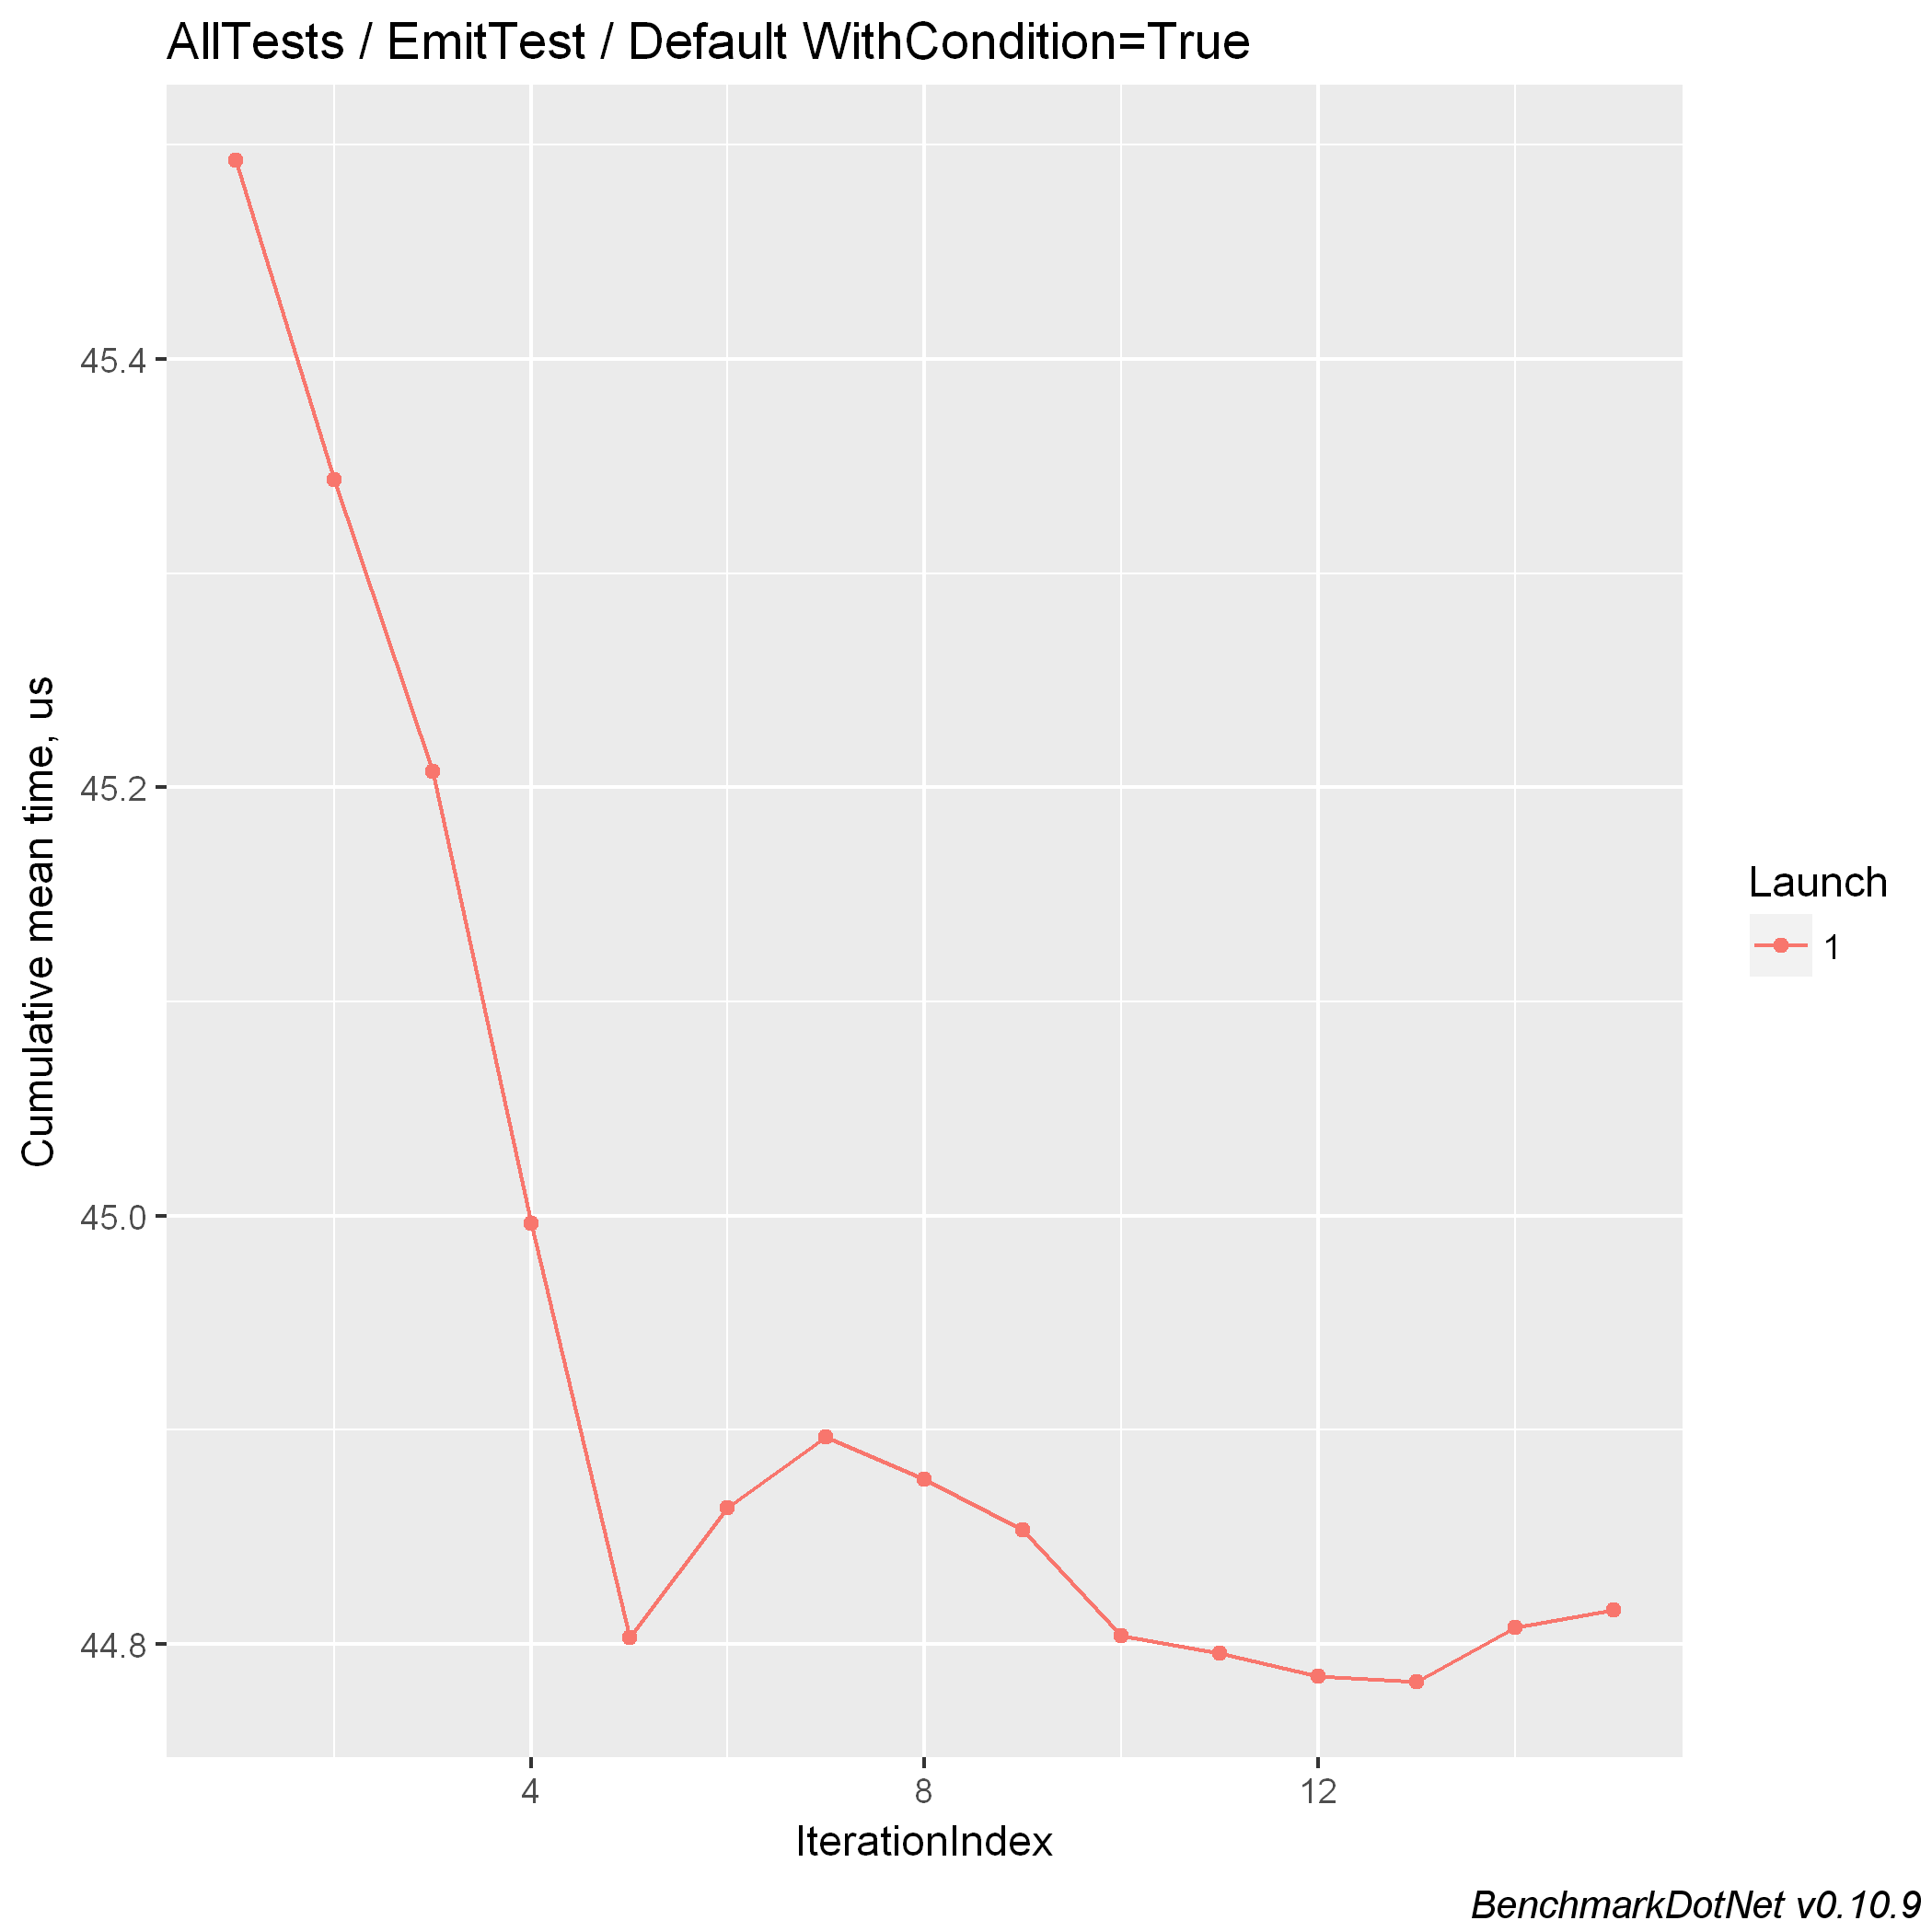 AllTests / EmitTest / Default WithCondition=True
Cumulative mean time, us
45.4
45.2
45.0
44.8
4
8
12
IterationIndex
Launch
1
BenchmarkDotNet v0.10.9